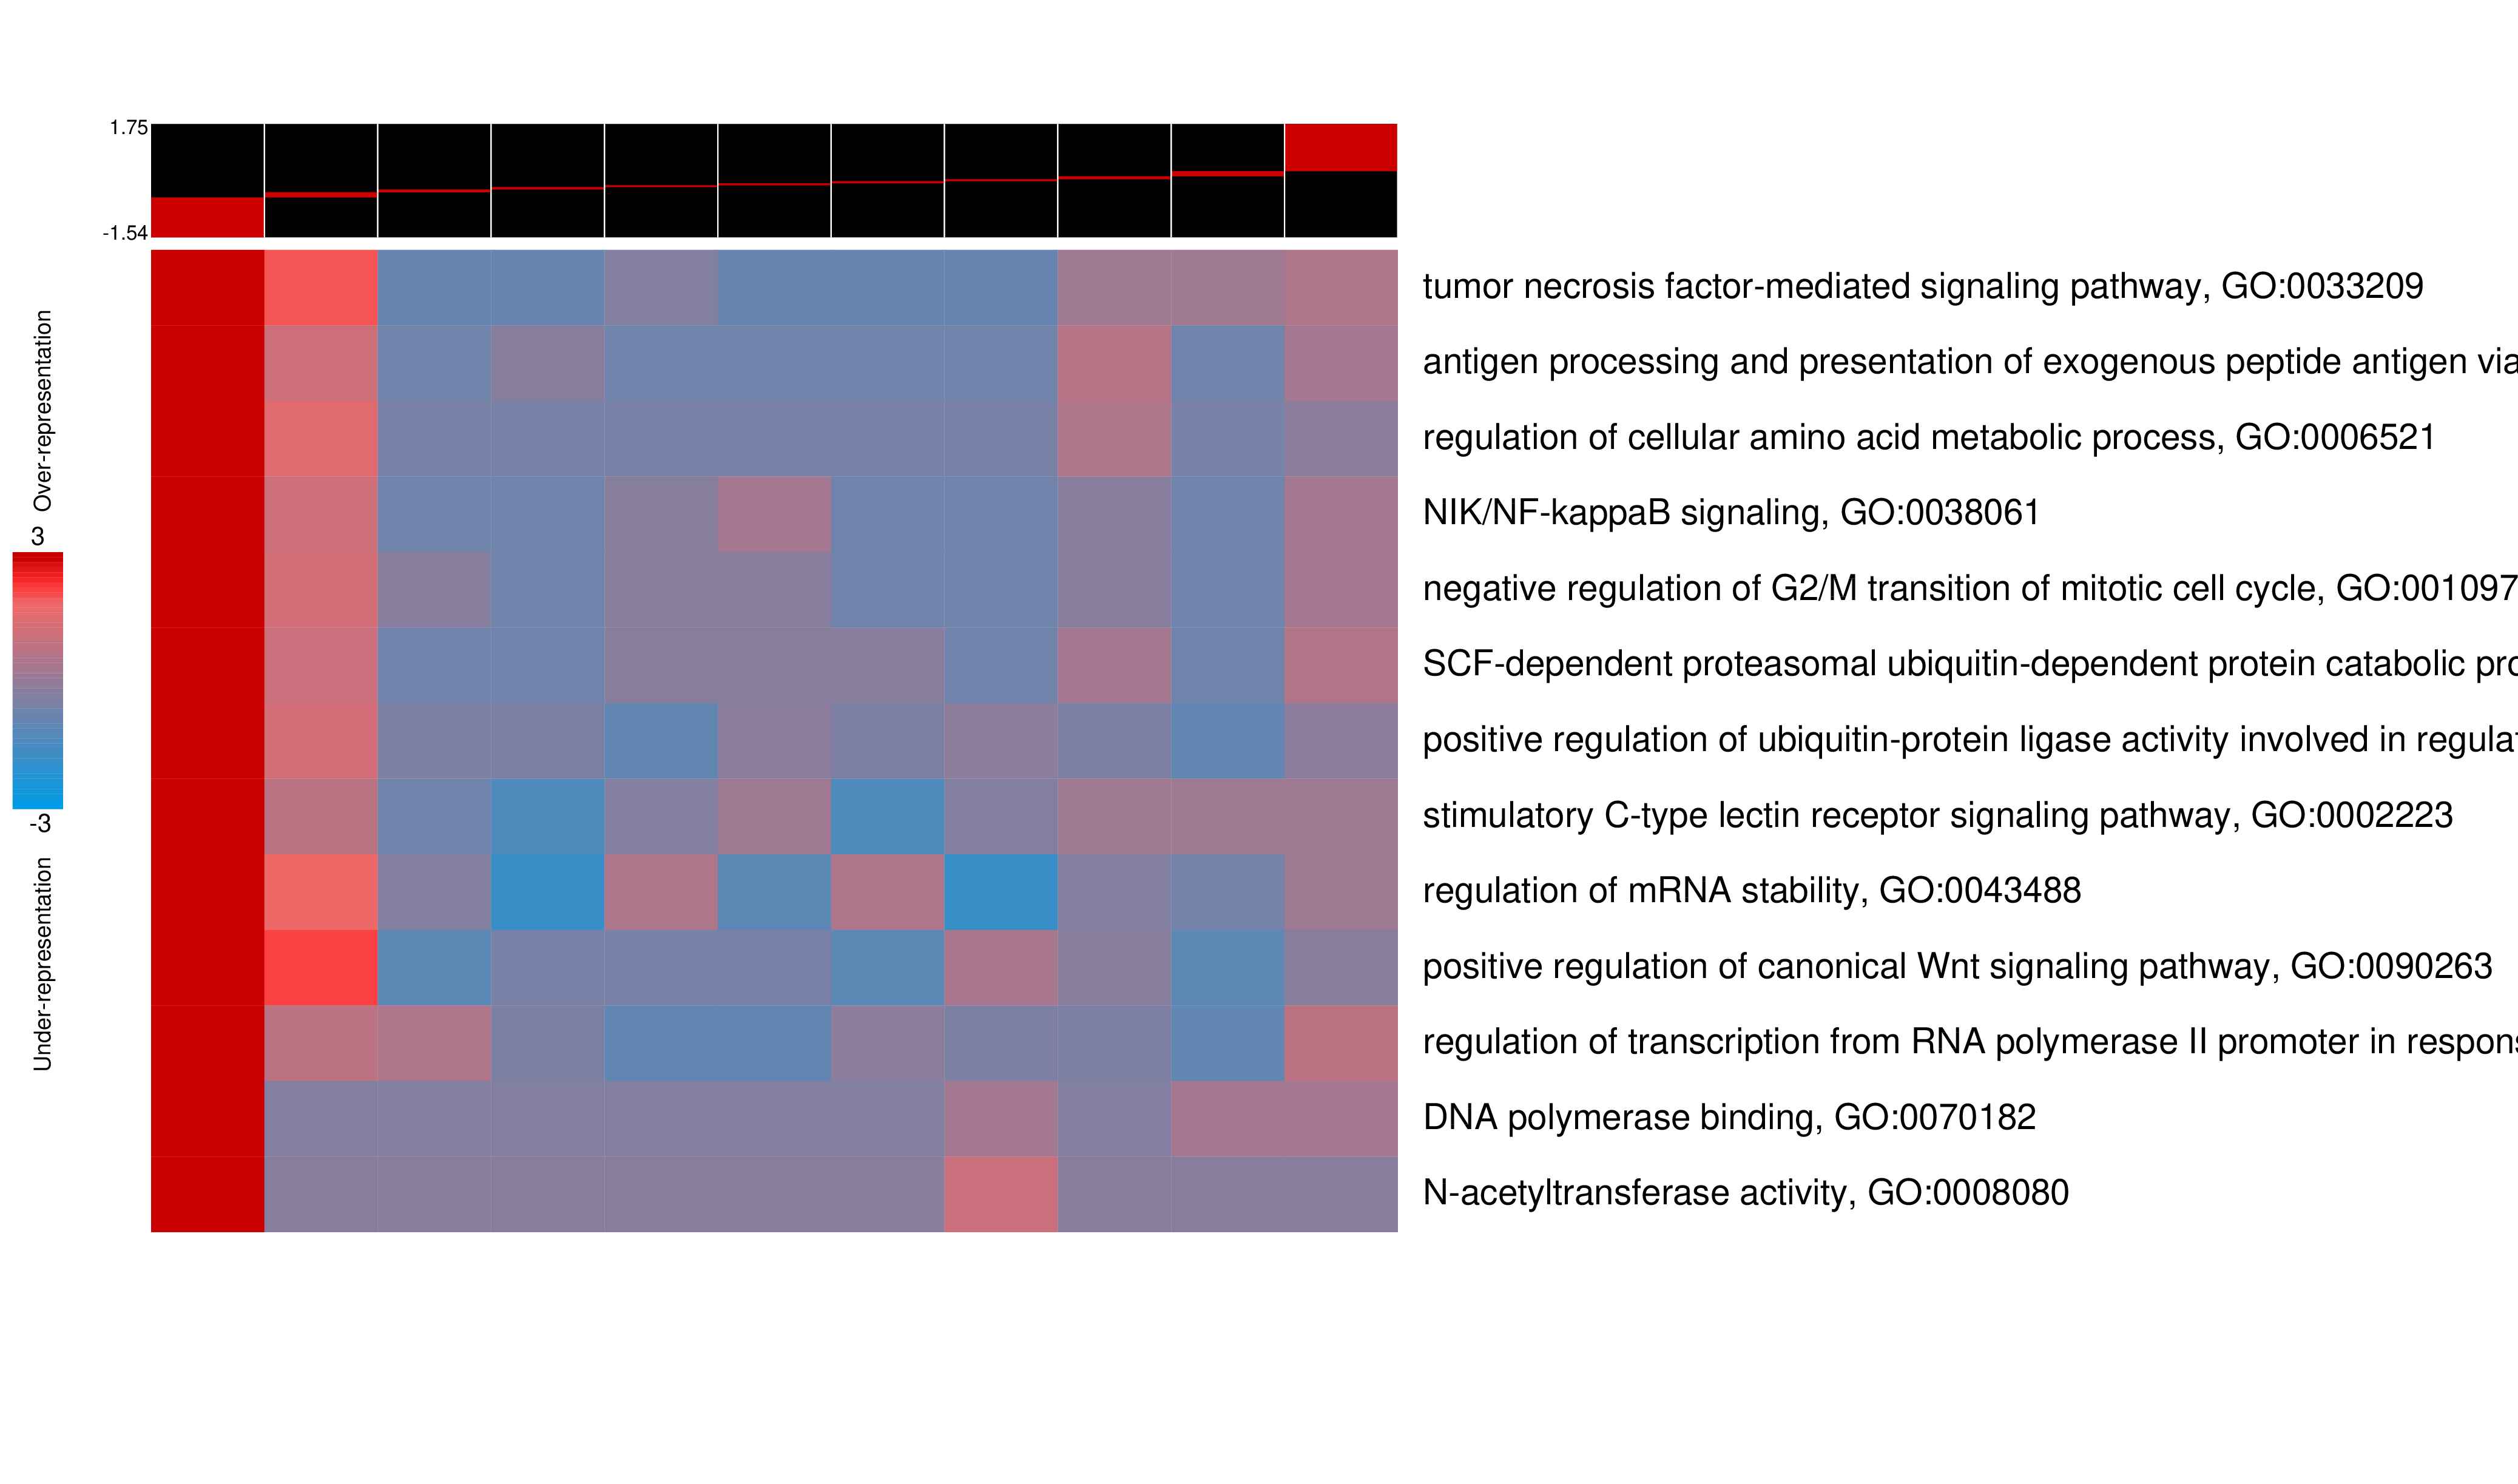 1.75
-1.54
Over-representation
3
-3
Under-representation
tumor necrosis factor-mediated signaling pathway, GO:0033209
antigen processing and presentation of exogenous peptide antigen via
regulation of cellular amino acid metabolic process, GO:0006521
NIK/NF-kappaB signaling, GO:0038061
negative regulation of G2/M transition of mitotic cell cycle, GO:001097
SCF-dependent proteasomal ubiquitin-dependent protein catabolic pro
positive regulation of ubiquitin-protein ligase activity involved in regulat
stimulatory C-type lectin receptor signaling pathway, GO:0002223
regulation of mRNA stability, GO:0043488
positive regulation of canonical Wnt signaling pathway, GO:0090263
regulation of transcription from RNA polymerase II promoter in respons
DNA polymerase binding, GO:0070182
N-acetyltransferase activity, GO:0008080